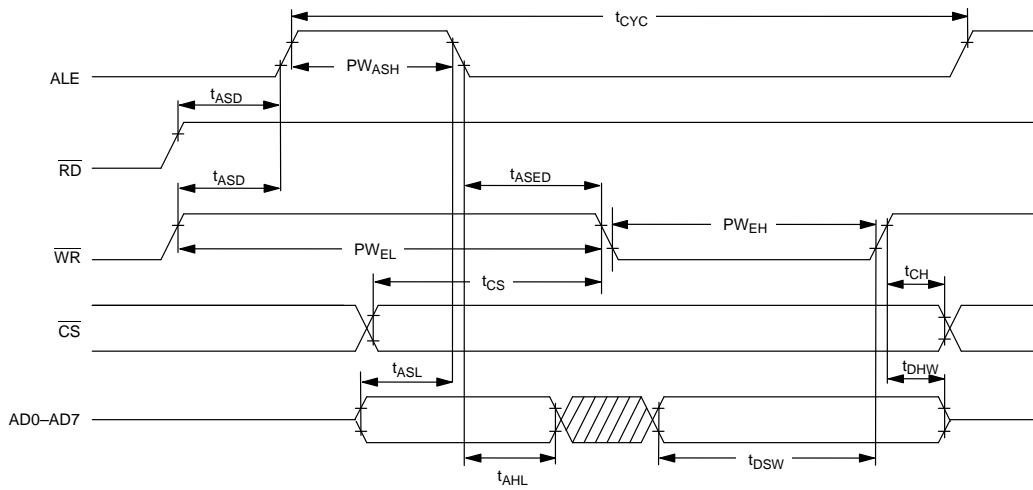 tCYC
ALE
PWASH
tASD
RD
tASD
tASED
WR
PWEL
PWEH
tCS
tCH
CS
tASL
tDHW
AD0–AD7
tAHL
tDSW